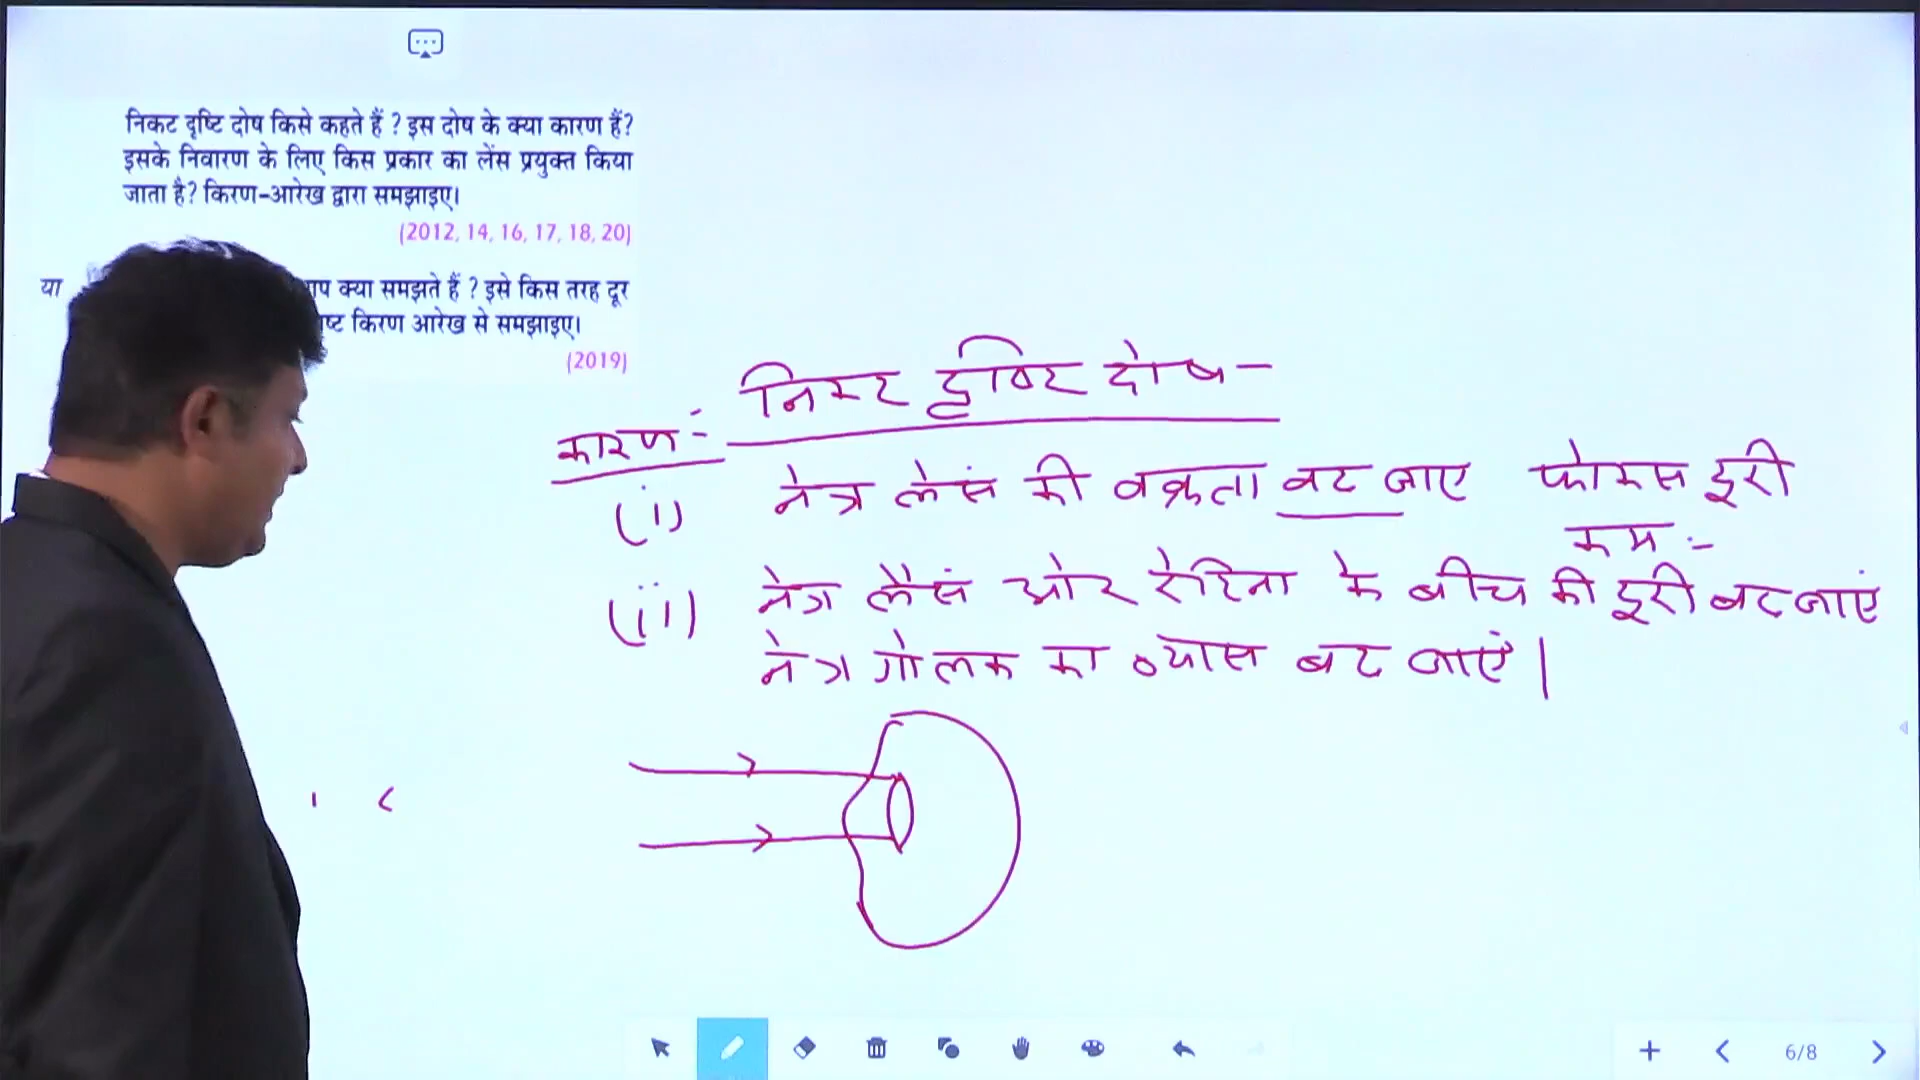 निकट दृष्टि दोष किसे कहते हैं ? इस दोष के क्या कारण हैं?
इसके निवारण के लिए किस प्रकार का लेंस प्रयुक्त किया
जाता है? किरण-आरेख द्वारा समझाइए।
(2012, 14, 16, 17, 18, 20)
या
क्या समझते हैं ? इसे किस तरह दूर
किरण आरेख से समझाइए।
(2019)
निकट दृष्टि दोष –
कारण :-
(i) नेत्र लेंस की वक्रता बढ जाए फोकस दूरी
कम :-
(ii) नेत्र लैंस और रेटिना के बीच की दूरी बढ जाएं
नेत्र गोलक का व्यास बढ जाएं |
6/8